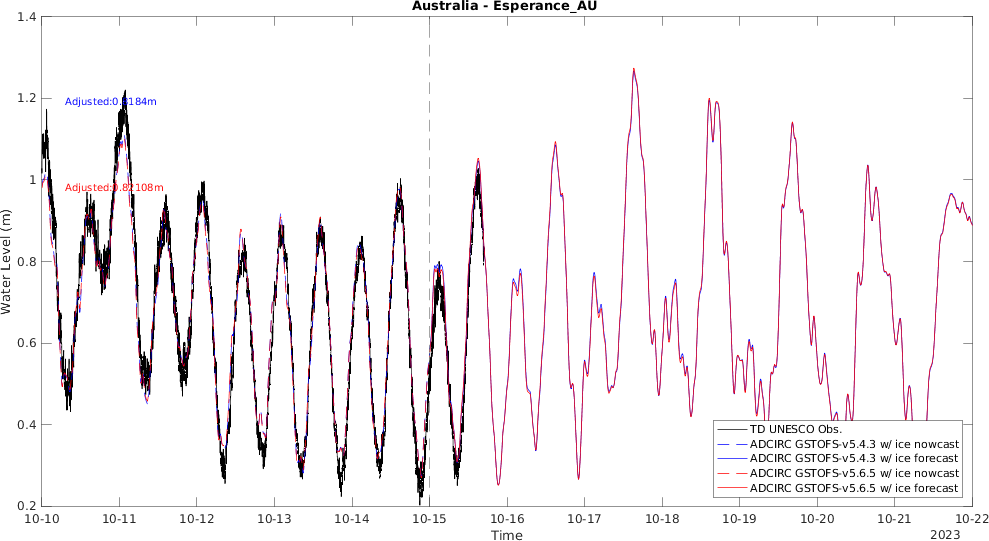 Australia - Esperance_AU
1.4
1.2
1
0.8
0.6
0.4
0.2
Water Level (m)
Adjusted:0.8184m
Adjusted:0.82108m
TD UNESCO Obs.
ADCIRC GSTOFS-v5.4.3 w/ ice nowcast
ADCIRC GSTOFS-v5.4.3 w/ ice forecast
ADCIRC GSTOFS-v5.6.5 w/ ice nowcast
ADCIRC GSTOFS-v5.6.5 w/ ice forecast
10-10 10-11 10-12 10-13 10-14 10-15 10-16 10-17 10-18 10-19 10-20 10-21 10-22
Time
2023